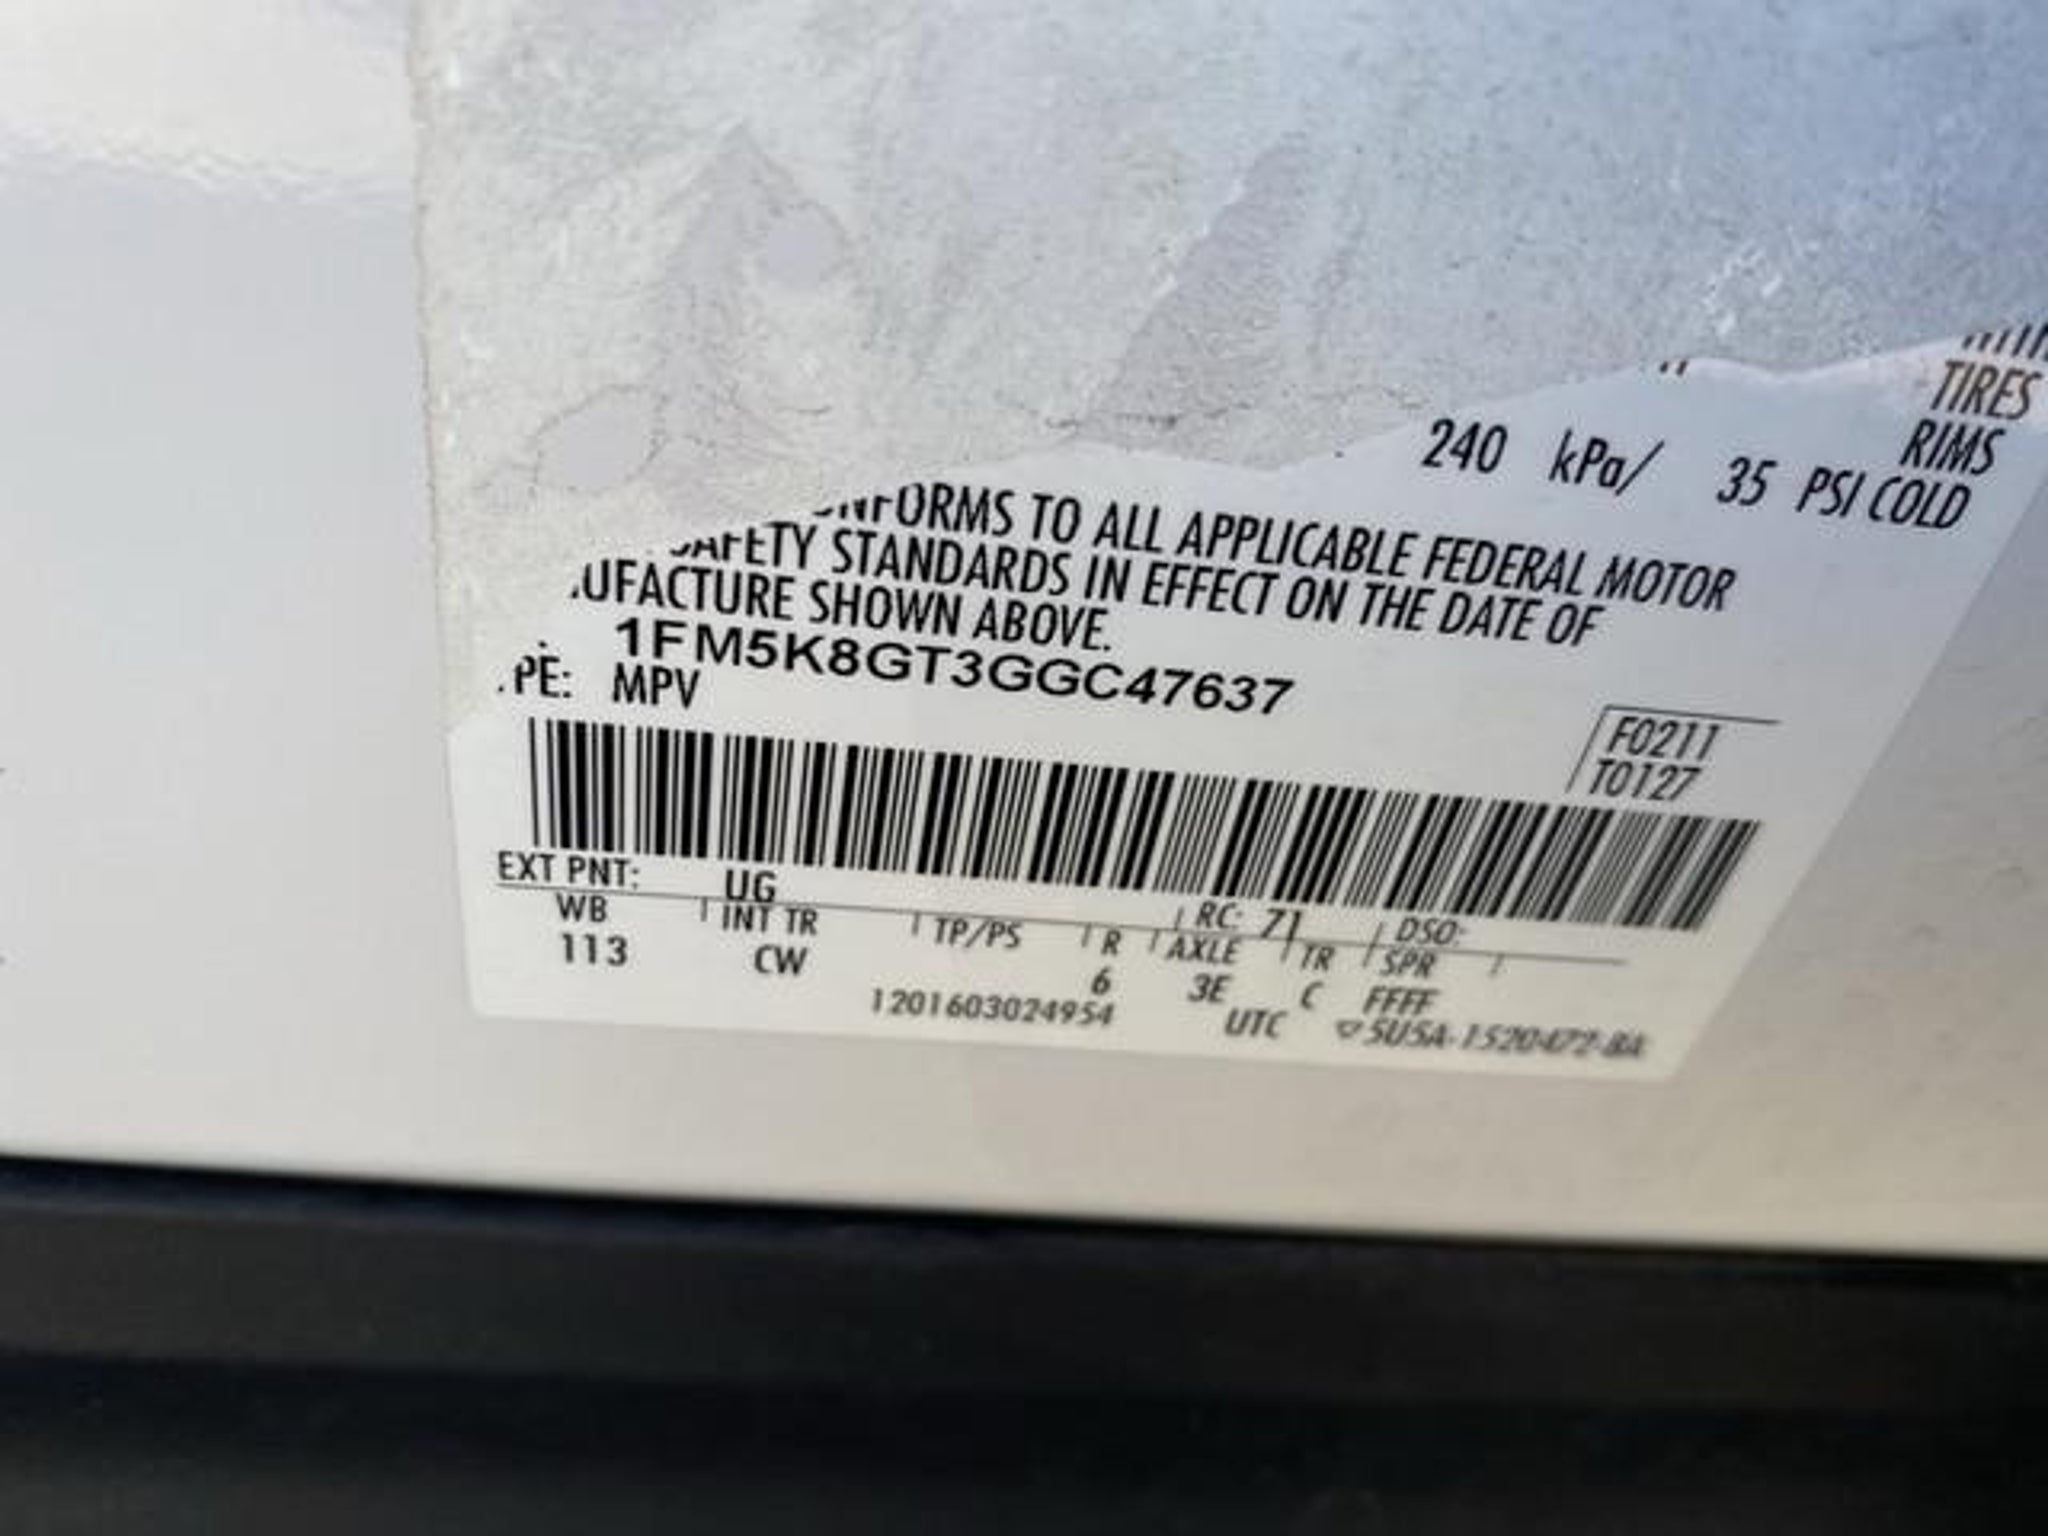 TIRES
RIMS
240 kPa/ 35 PSI COLD
ONFORMS TO ALL APPLICABLE FEDERAL MOTOR
SAFETY STANDARDS IN EFFECT ON THE DATE OF
UFACTURE SHOWN ABOVE.
1FM5K8GT3GGC47637
PE: MPV
F0211
T0127
EXT PNT: UG RC: 71 DSO:
WB INT TR TP/PS R AXLE TR SPR
113 CW 6 3E C FFFF
1201603024954 UTC ▽5U5A-1520472-BA